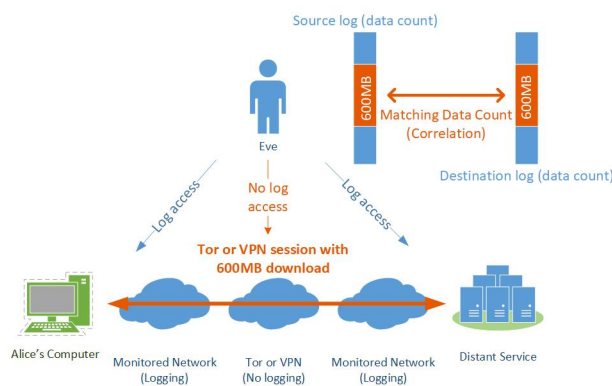 Source log (data count)
600MB
600MB
Matching Data Count
(Correlation)
Destination log (data count)
Eve
Log access
No log
access
Log access
Tor or VPN session with
600MB download
Alice's Computer
Monitored Network
(Logging)
Tor or VPN
(No logging)
Monitored Network
(Logging)
Distant Service